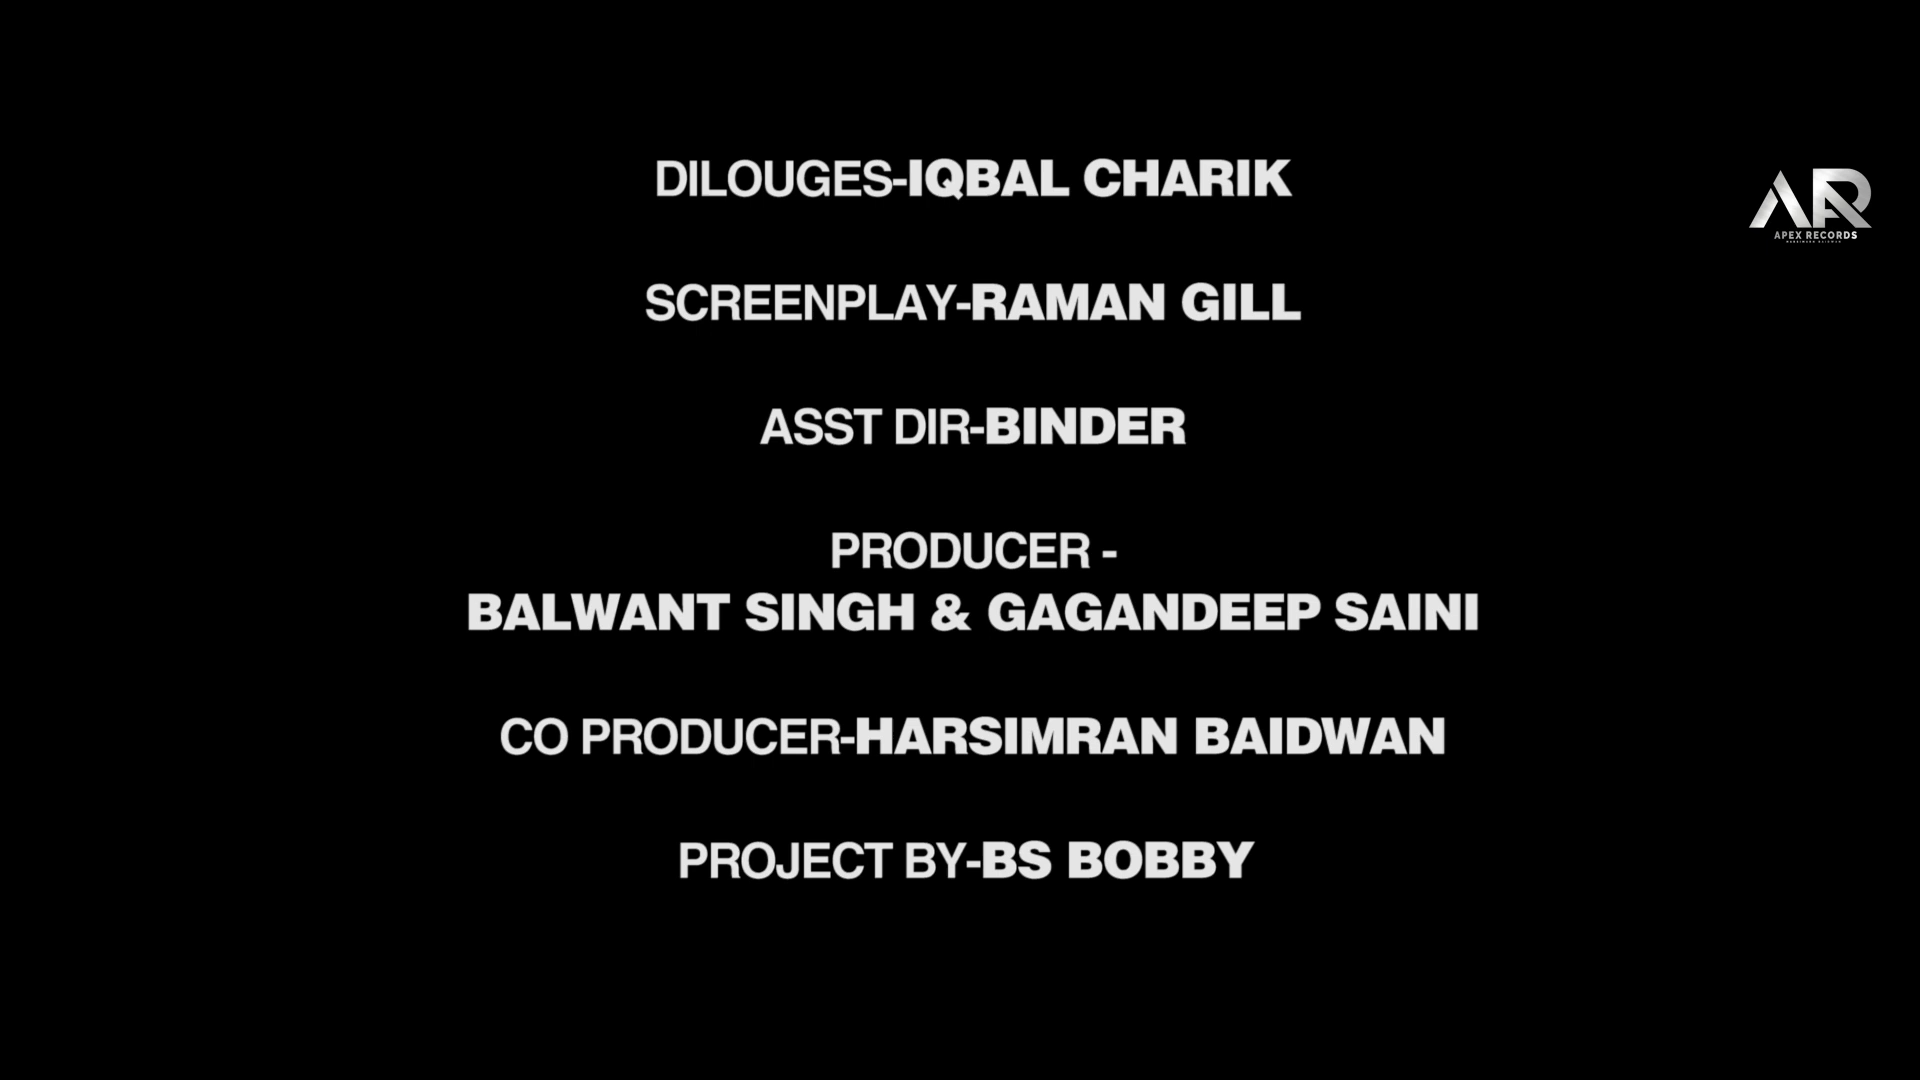 DILOUGES-IQBAL CHARIK
SCREENPLAY-RAMAN GILL
ASST DIR-BINDER
PRODUCER -
BALWANT SINGH & GAGANDEEP SAINI
CO PRODUCER-HARSIMRAN BAIDWAN
PROJECT BY-BS BOBBY
AR
APEX RECORDS